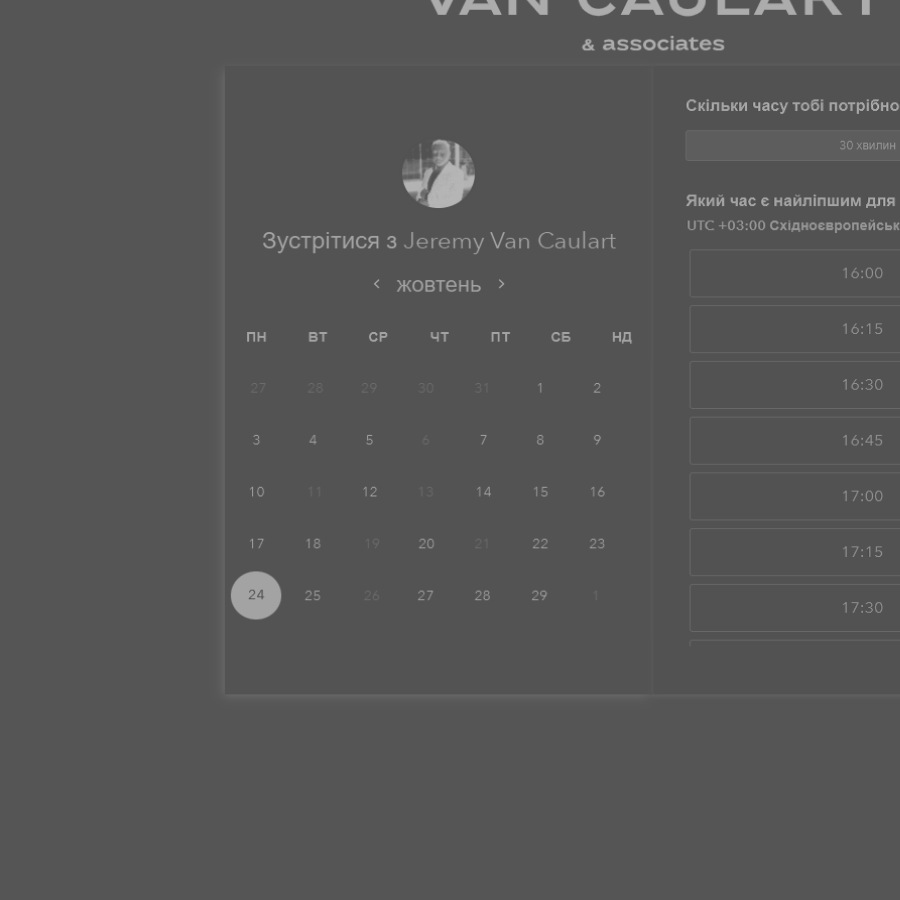 VAN CAULART
& associates
Зустрітися з Jeremy Van Caulart
жовтень
ПН ВТ СР ЧТ ПТ СБ НД
27 28 29 30 31 1 2
3 4 5 6 7 8 9
10 11 12 13 14 15 16
17 18 19 20 21 22 23
24 25 26 27 28 29 1
Скільки часу тобі потрібно
30 хвилин
Який час є найліпшим для
UTC +03:00 Східноєвропейськ
16:00
16:15
16:30
16:45
17:00
17:15
17:30